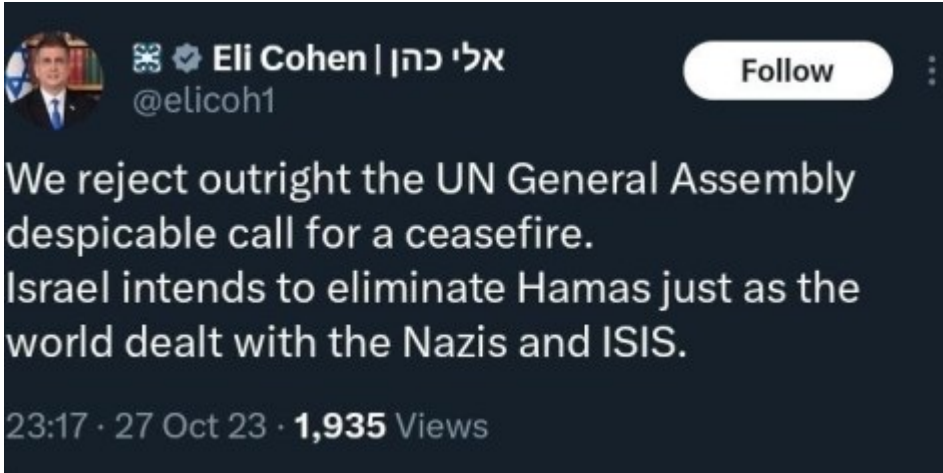 Eli Cohen | אלי כהן
@elicoh1
Follow
We reject outright the UN General Assembly
despicable call for a ceasefire.
Israel intends to eliminate Hamas just as the
world dealt with the Nazis and ISIS.
23:17 · 27 Oct 23 · 1,935 Views